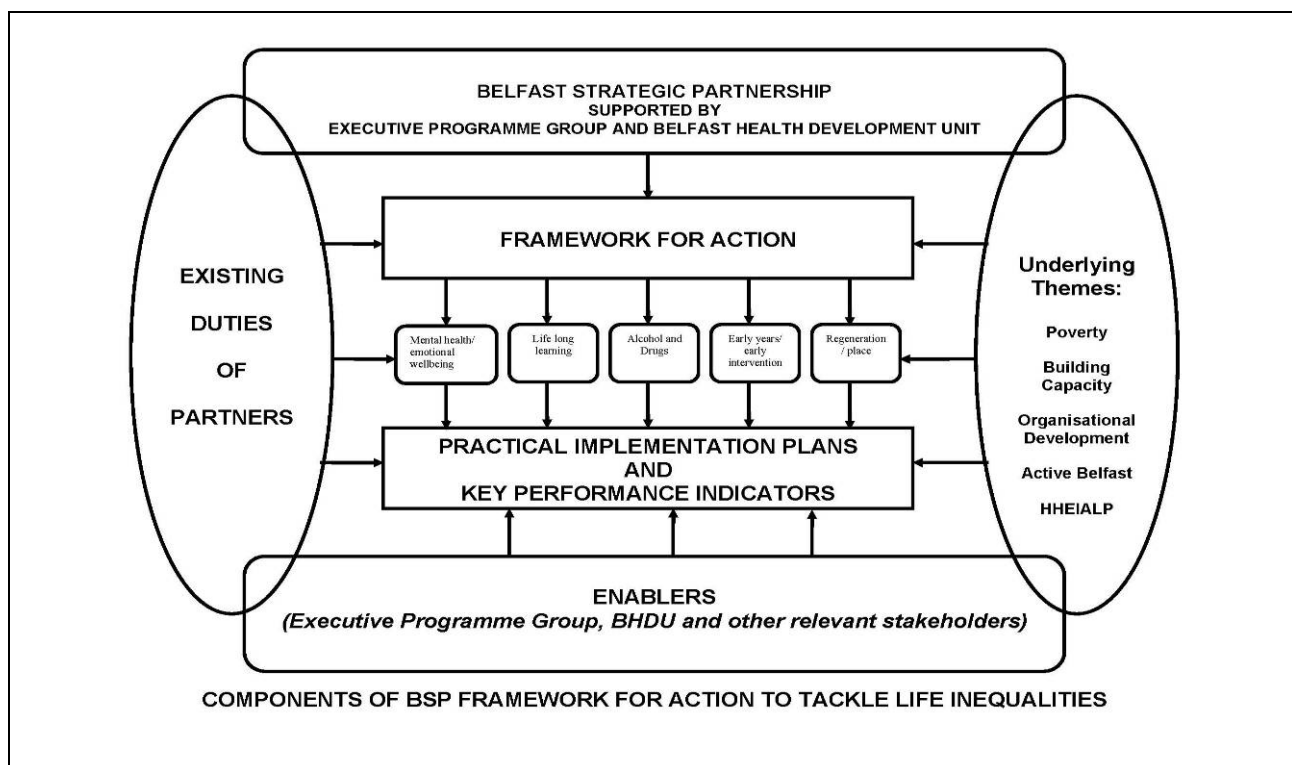 BELFAST STRATEGIC PARTNERSHIP
SUPPORTED BY
EXECUTIVE PROGRAMME GROUP AND BELFAST HEALTH DEVELOPMENT UNIT
FRAMEWORK FOR ACTION
EXISTING
DUTIES
OF
PARTNERS
Mental health/
emotional
wellbeing
Life long
learning
Alcohol and
Drugs
Early years/
early
intervention
Regeneration
/ place
Underlying
Themes:
Poverty
Building
Capacity
Organisational
Development
Active Belfast
HHEIALP
PRACTICAL IMPLEMENTATION PLANS
AND
KEY PERFORMANCE INDICATORS
ENABLERS
(Executive Programme Group, BHDU and other relevant stakeholders)
COMPONENTS OF BSP FRAMEWORK FOR ACTION TO TACKLE LIFE INEQUALITIES